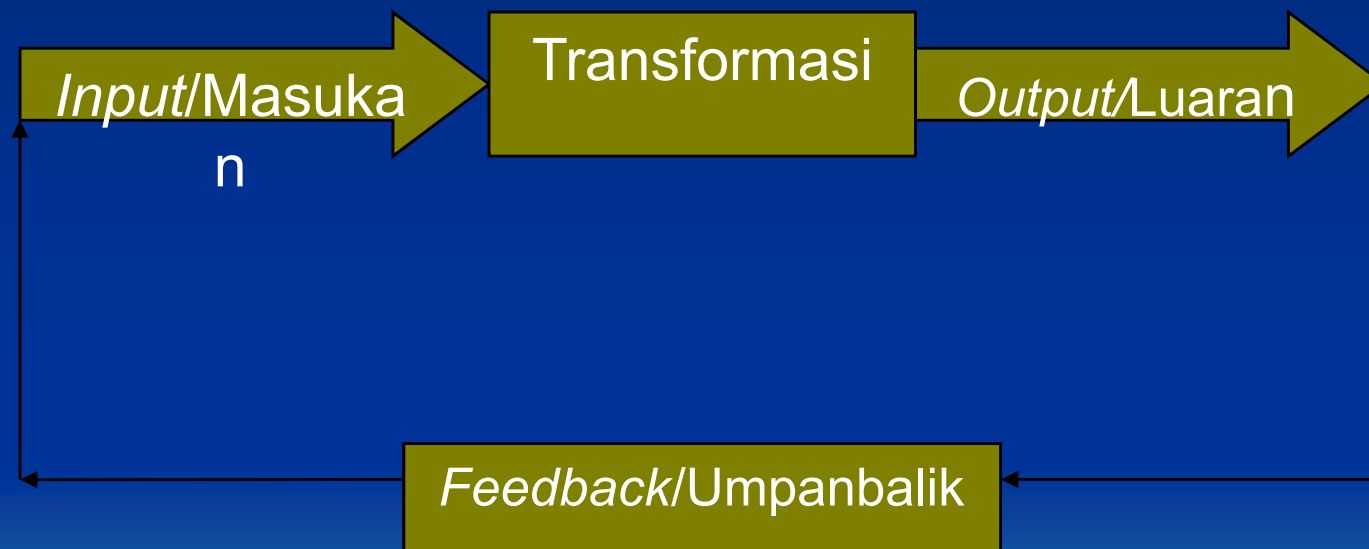 Input/Masuka
n
Transformasi
Output/Luaran
Feedback/Umpanbalik